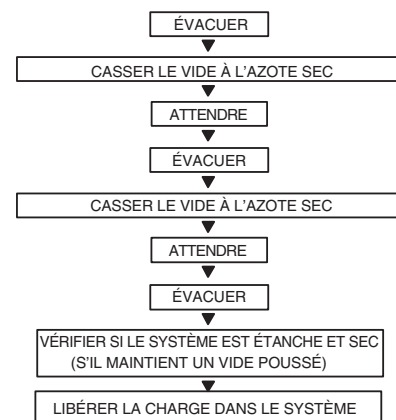 ÉVACUER
CASSER LE VIDE À L’AZOTE SEC
ATTENDRE
ÉVACUER
CASSER LE VIDE À L’AZOTE SEC
ATTENDRE
ÉVACUER
VÉRIFIER SI LE SYSTÈME EST ÉTANCHE ET SEC
(S’IL MAINTIENT UN VIDE POUSSÉ)
LIBÉRER LA CHARGE DANS LE SYSTÈME